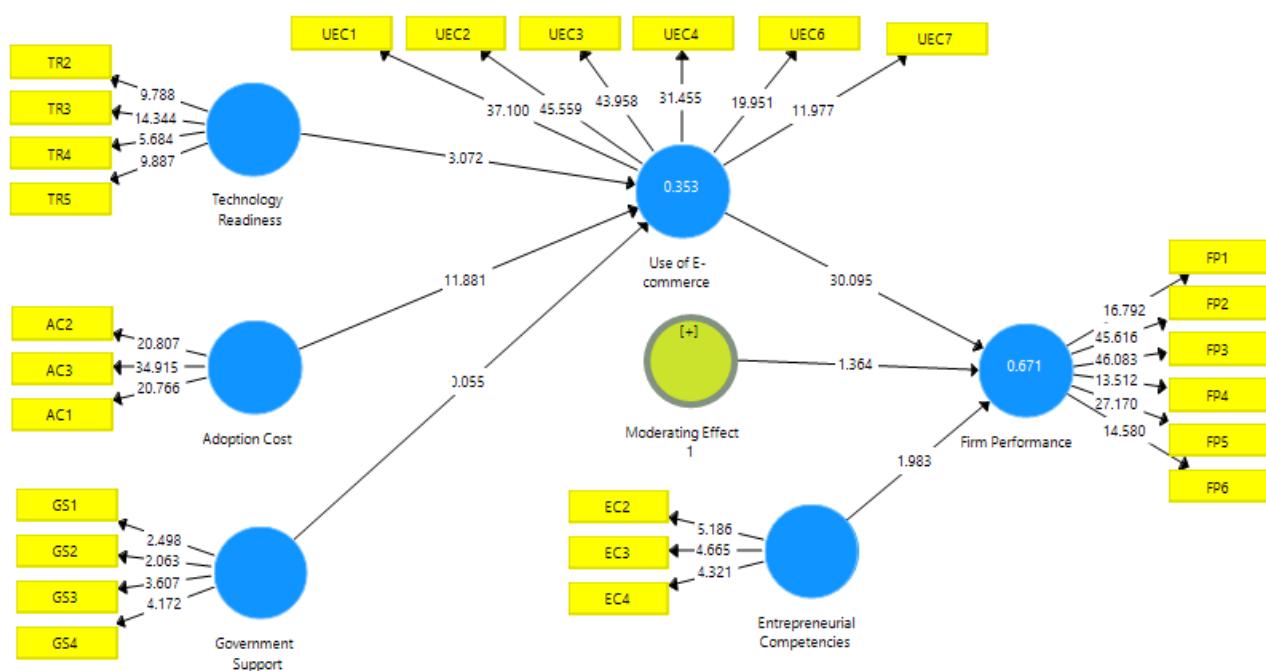 UEC1
UEC2
UEC3
UEC4
UEC6
UEC7
TR2
TR3
TR4
TR5
9.788
14.344
5.684
9.887
Technology
Readiness
37.100
45.559
43.958
31.455
19.951
11.977
3.072
0.353
Use of E-
commerce
11.881
AC2
AC3
AC1
20.807
34.915
20.766
Adoption Cost
0.055
GS1
GS2
GS3
GS4
2.498
2.063
3.607
4.172
Government
Support
30.095
[+]
Moderating Effect
1
1.364
0.671
Firm Performance
FP1
FP2
FP3
FP4
FP5
FP6
16.792
45.616
46.083
13.512
27.170
14.580
1.983
EC2
EC3
EC4
5.186
4.665
4.321
Entrepreneurial
Competencies